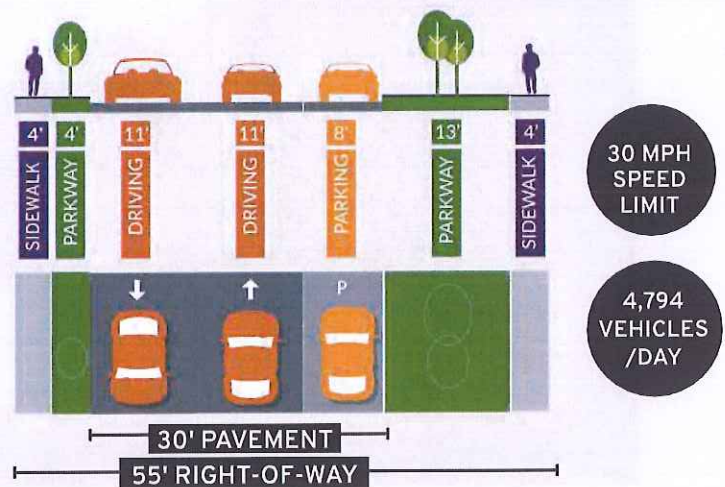 4'
4'
11'
11'
8'
13'
4'
SIDEWALK
PARKWAY
DRIVING
DRIVING
PARKING
PARKWAY
SIDEWALK
P
30' PAVEMENT
55' RIGHT-OF-WAY
30 MPH
SPEED
LIMIT
4,794
VEHICLES
/DAY